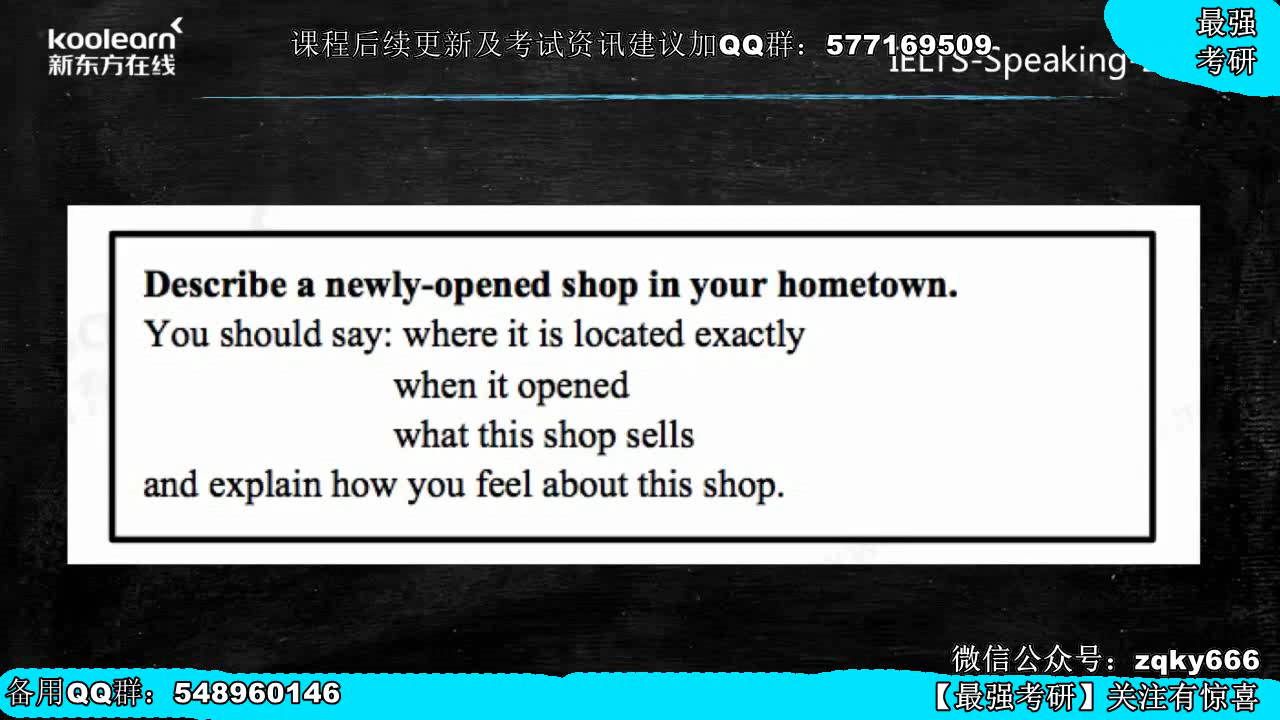 koolearn
新东方在线
课程后续更新及考试资讯建议加QQ群：577169509
IELTS-Speaking-
最强
考研
Describe a newly-opened shop in your hometown.
You should say: where it is located exactly
when it opened
what this shop sells
and explain how you feel about this shop.
微信公众号：zqky666
备用QQ群：548960146
【最强考研】关注有惊喜